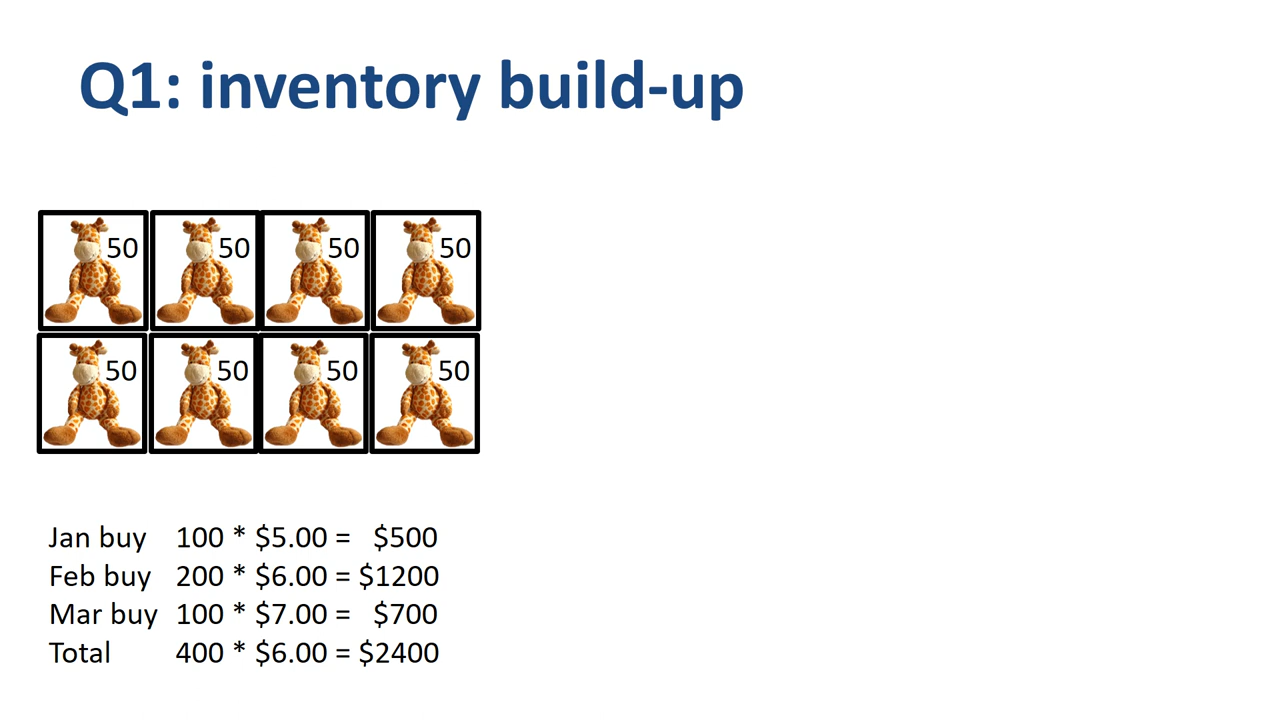 Q1: inventory build-up
50 50 50 50
50 50 50 50
Jan buy 100 * $5.00 = $500
Feb buy 200 * $6.00 = $1200
Mar buy 100 * $7.00 = $700
Total 400 * $6.00 = $2400